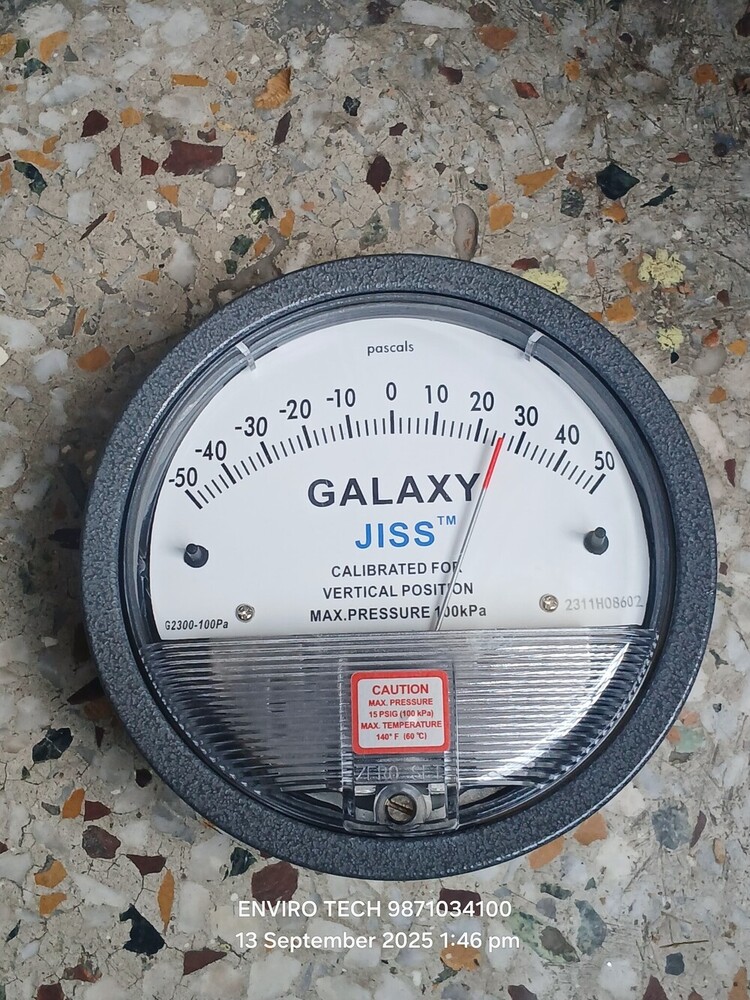 pascals
-50 -40 -30 -20 -10 0 10 20 30 40 50
GALAXY
JISS™
CALIBRATED FOR
VERTICAL POSITION
MAX.PRESSURE 100kPa
G2300-100Pa
2311H08602
CAUTION
MAX. PRESSURE
15 PSIG (100 kPa)
MAX. TEMPERATURE
140° F (60 °C)
ZERO SET
ENVIRO TECH 9871034100
13 September 2025 1:46 pm